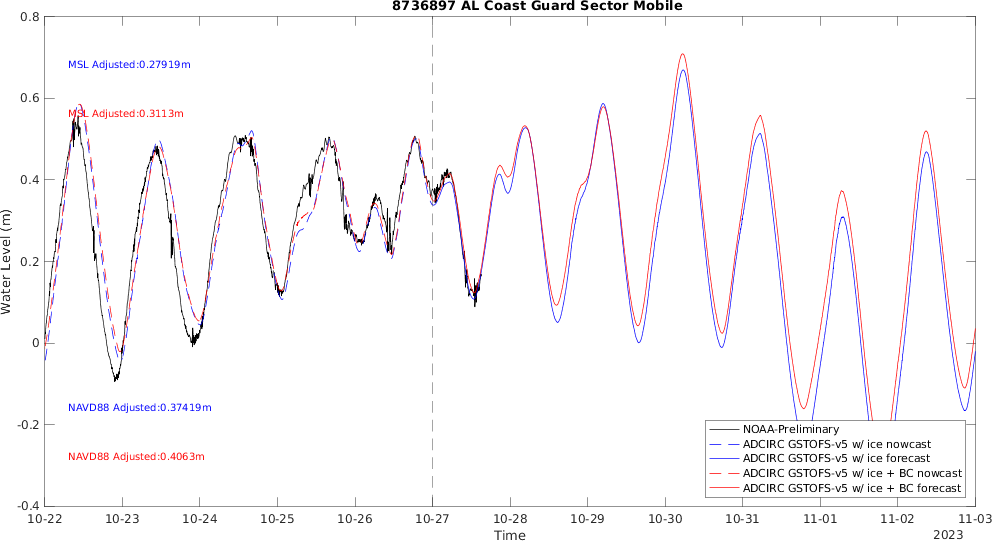 8736897 AL Coast Guard Sector Mobile
0.8
0.6
0.4
0.2
0
-0.2
-0.4
Water Level (m)
MSL Adjusted:0.27919m
MSL Adjusted:0.3113m
NAVD88 Adjusted:0.37419m
NAVD88 Adjusted:0.4063m
NOAA-Preliminary
ADCIRC GSTOFS-v5 w/ ice nowcast
ADCIRC GSTOFS-v5 w/ ice forecast
ADCIRC GSTOFS-v5 w/ ice + BC nowcast
ADCIRC GSTOFS-v5 w/ ice + BC forecast
10-22 10-23 10-24 10-25 10-26 10-27 10-28 10-29 10-30 10-31 11-01 11-02 11-03
Time
2023